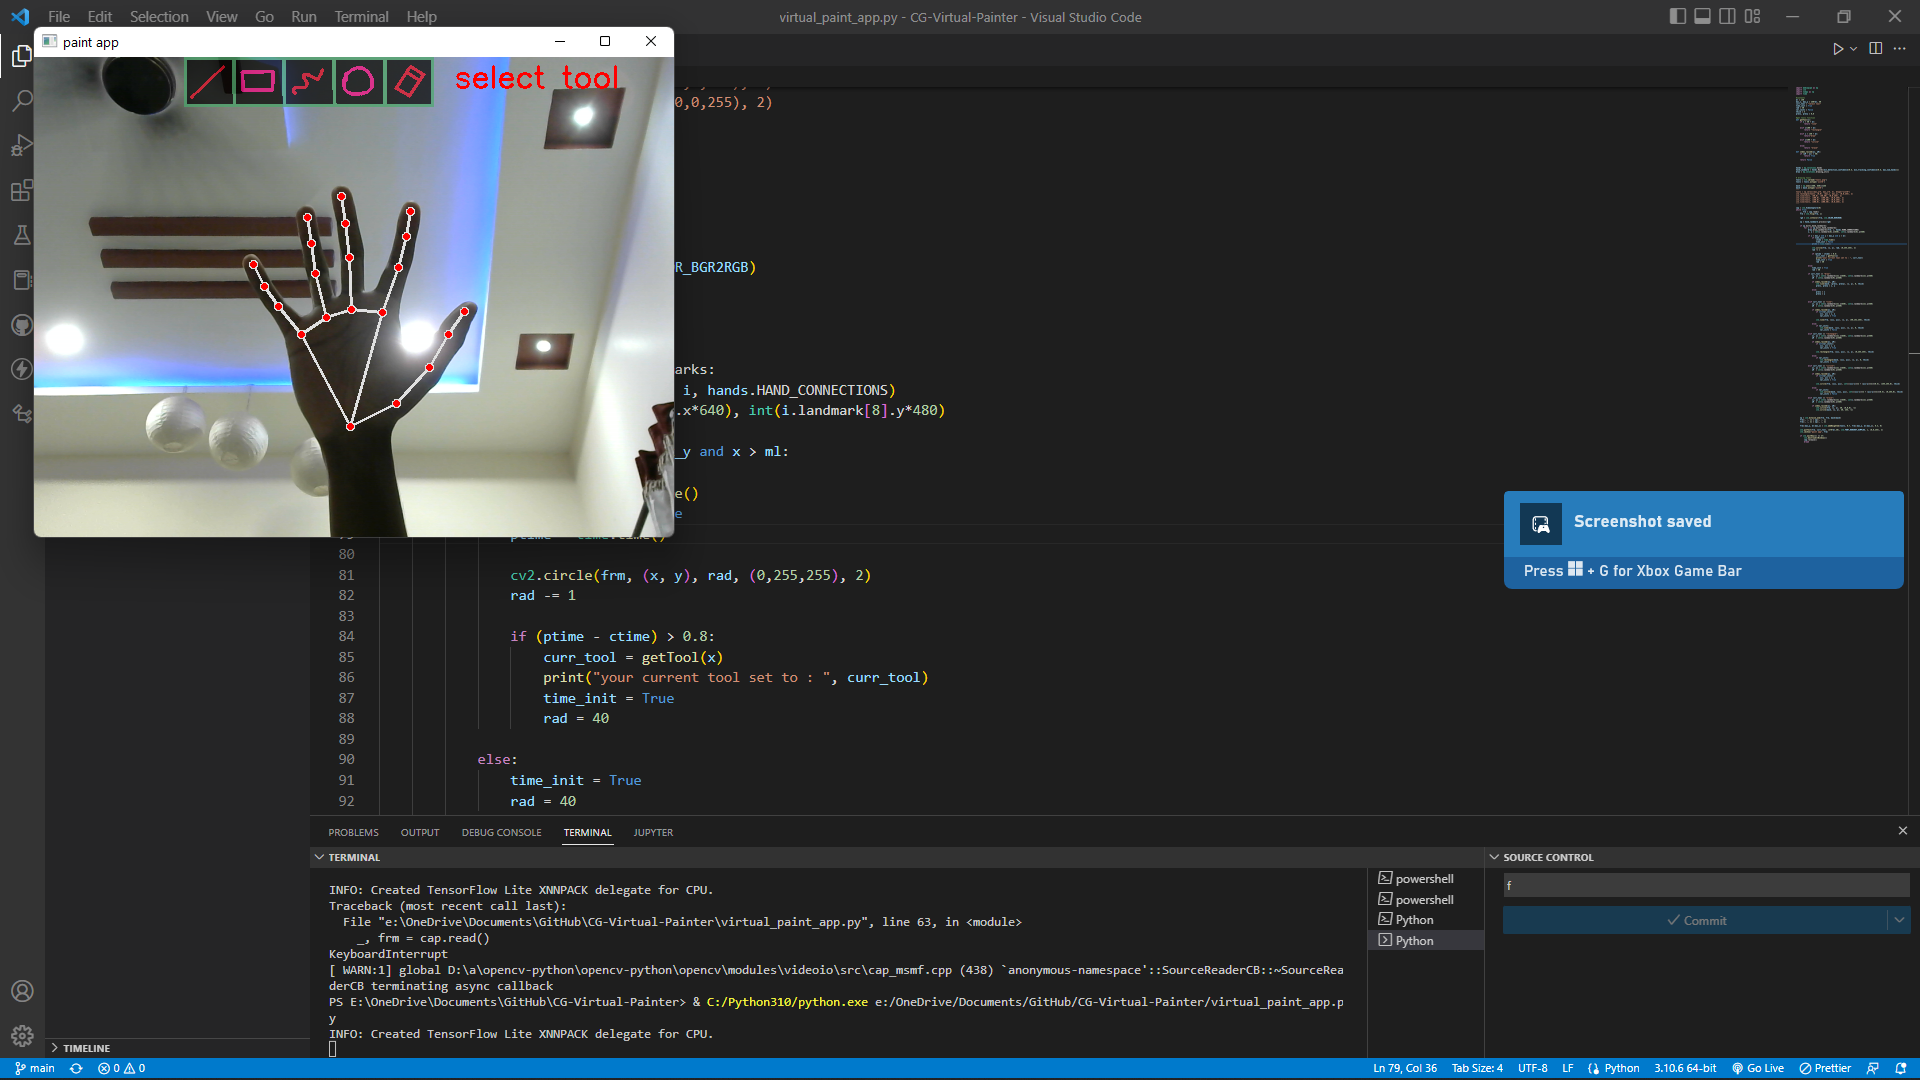 File Edit Selection View Go Run Terminal Help
virtual_paint_app.py - CG-Virtual-Painter - Visual Studio Code
paint app
select tool
0,0,255), 2)
R_BGR2RGB)
arks:
i, hands.HAND_CONNECTIONS)
.x*640), int(i.landmark[8].y*480)
_y and x > ml:
e()
e
80
81 cv2.circle(frm, (x, y), rad, (0,255,255), 2)
82 rad -= 1
83
84 if (ptime - ctime) > 0.8:
85 curr_tool = getTool(x)
86 print("your current tool set to : ", curr_tool)
87 time_init = True
88 rad = 40
89
90 else:
91 time_init = True
92 rad = 40
Screenshot saved
Press + G for Xbox Game Bar
PROBLEMS OUTPUT DEBUG CONSOLE TERMINAL JUPYTER
TERMINAL
INFO: Created TensorFlow Lite XNNPACK delegate for CPU.
Traceback (most recent call last):
File "e:\OneDrive\Documents\GitHub\CG-Virtual-Painter\virtual_paint_app.py", line 63, in <module>
_, frm = cap.read()
KeyboardInterrupt
[ WARN:1] global D:\a\opencv-python\opencv-python\opencv\modules\videoio\src\cap_msmf.cpp (438) `anonymous-namespace'::SourceReaderCB::~SourceRea
derCB terminating async callback
PS E:\OneDrive\Documents\GitHub\CG-Virtual-Painter> & C:/Python310/python.exe e:/OneDrive/Documents/GitHub/CG-Virtual-Painter/virtual_paint_app.p
y
INFO: Created TensorFlow Lite XNNPACK delegate for CPU.
powershell
powershell
Python
Python
SOURCE CONTROL
f
Commit
TIMELINE
main 0 0 Ln 79, Col 36 Tab Size: 4 UTF-8 LF Python 3.10.6 64-bit Go Live Prettier